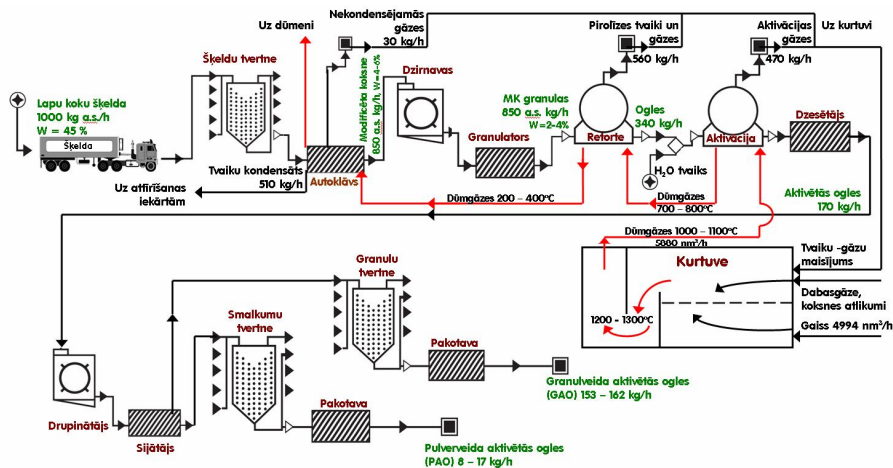 Uz dūmeni
Nekondensējamās
gāzes
30 kg/h
Pirolīzes tvaiki un
gāzes
560 kg/h
Aktivācijas
gāzes
470 kg/h
Uz kurtuvi
Šķeldu tvertne
Lapu koku šķelda
1000 kg a.s./h
W = 45 %
Šķelda
Modificēta koksne
850 a.s. kg/h, W=4-6%
Dzirnavas
MK granulas
850 a.s. kg/h
W=2-4%
Ogles
340 kg/h
Granulators
Retorte
Aktivācija
Dzesētājs
H2O tvaiks
Tvaiku kondensāts
510 kg/h
Autoklāvs
Uz attīrīšanas
iekārtām
Dūmgāzes 200 – 400°C
Dūmgāzes
700 – 800°C
Aktivētās ogles
170 kg/h
Dūmgāzes 1000 – 1100°C
5880 nm³/h
Kurtuve
1200 - 1300°C
Tvaiku -gāzu
maisījums
Dabasgāze,
koksnes atlikumi
Gaiss 4994 nm³/h
Granulu
tvertne
Smalkumu
tvertne
Pakotava
Granulveida aktivētās ogles
(GAO) 153 – 162 kg/h
Drupinātājs
Sijātājs
Pakotava
Pulverveida aktivētās ogles
(PAO) 8 – 17 kg/h